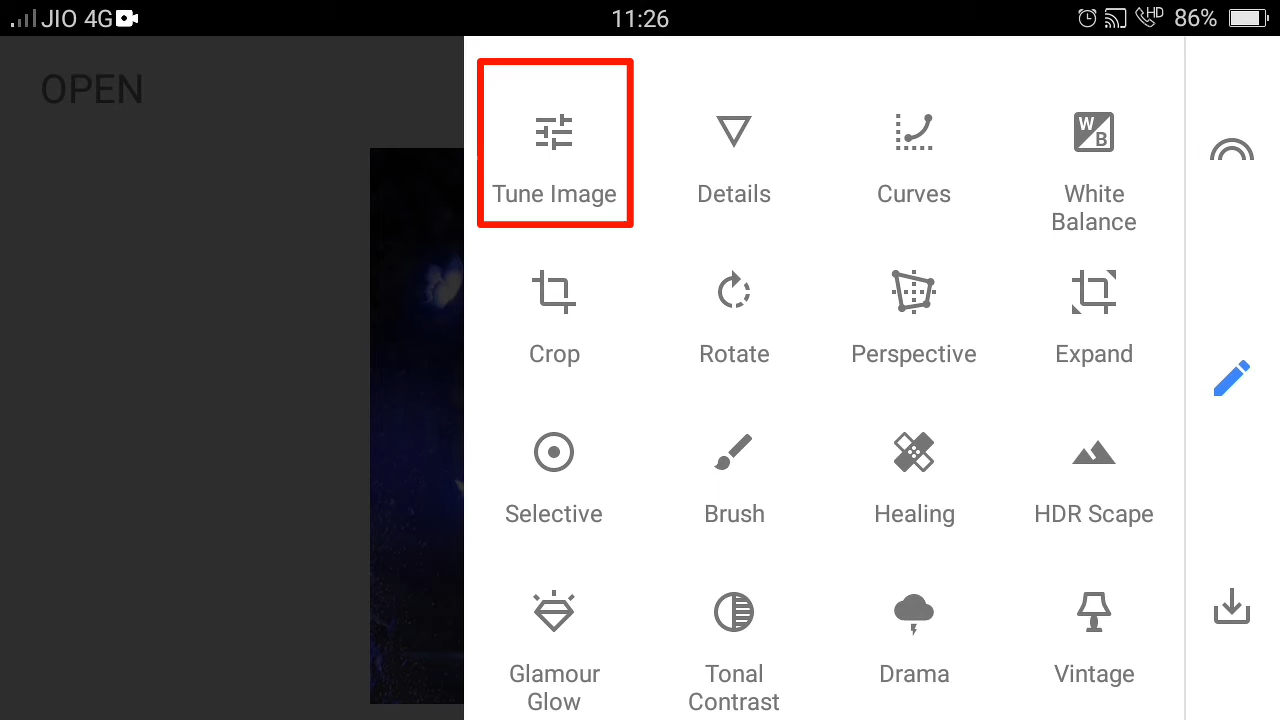 JIO 4G 11:26 HD 86%
OPEN
Tune Image Details Curves White Balance
W B
Crop Rotate Perspective Expand
Selective Brush Healing HDR Scape
Glamour Glow Tonal Contrast Drama Vintage